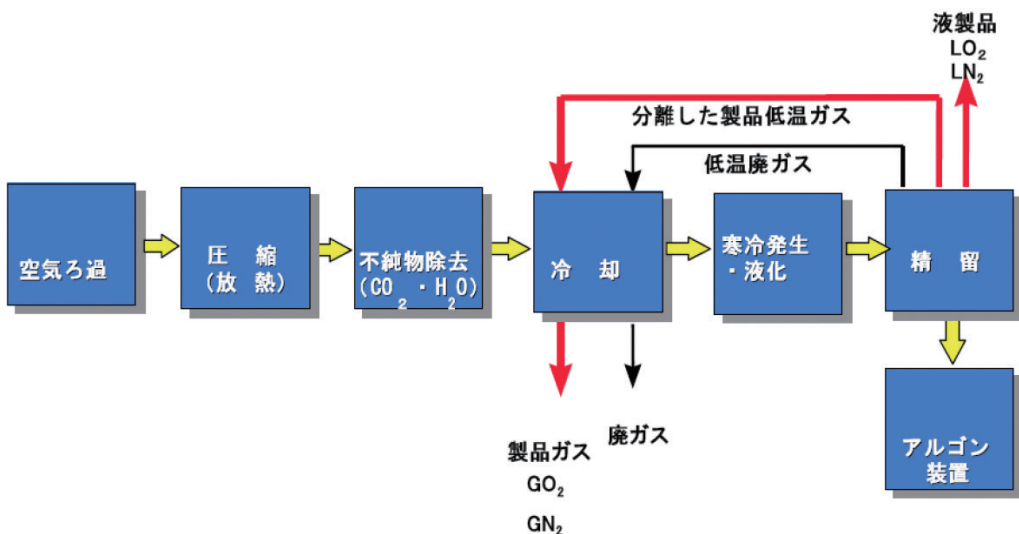 液製品
LO₂
LN₂
分離した製品低温ガス
低温廃ガス
空気ろ過
圧 縮
(放 熱)
不純物除去
(CO₂・H₂O)
冷 却
寒冷発生
・液化
精 留
製品ガス
GO₂
GN₂
廃ガス
アルゴン
装置